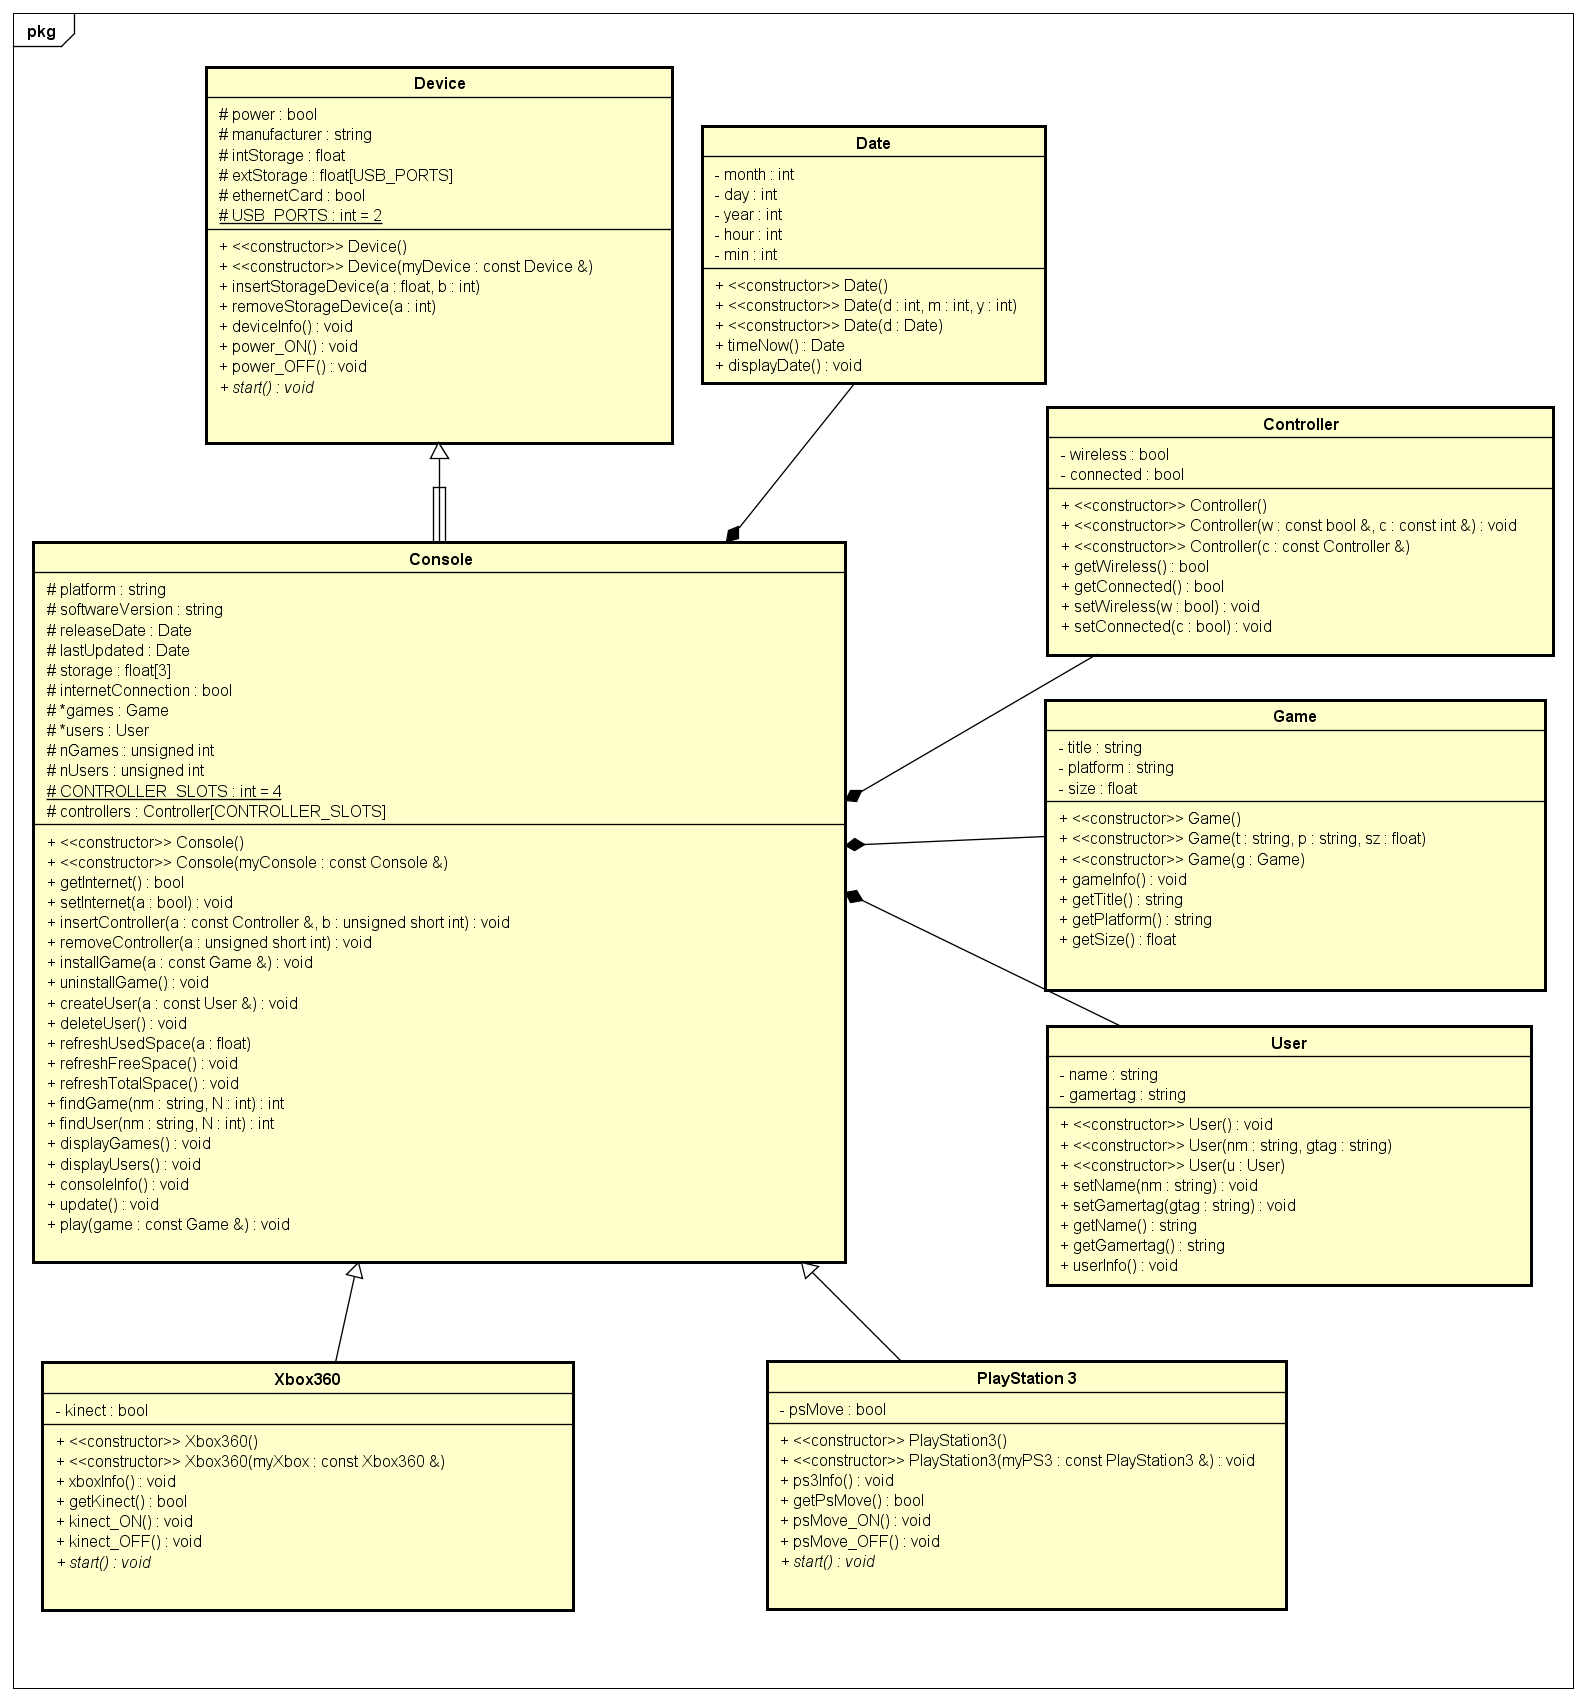 pkg
Device
# power : bool
# manufacturer : string
# intStorage : float
# extStorage : float[USB_PORTS]
# ethernetCard : bool
# USB_PORTS : int = 2
+ <<constructor>> Device()
+ <<constructor>> Device(myDevice : const Device &)
+ insertStorageDevice(a : float, b : int)
+ removeStorageDevice(a : int)
+ deviceInfo() : void
+ power_ON() : void
+ power_OFF() : void
+ start() : void
Date
- month : int
- day : int
- year : int
- hour : int
- min : int
+ <<constructor>> Date()
+ <<constructor>> Date(d : int, m : int, y : int)
+ <<constructor>> Date(d : Date)
+ timeNow() : Date
+ displayDate() : void
Controller
- wireless : bool
- connected : bool
+ <<constructor>> Controller()
+ <<constructor>> Controller(w : const bool &, c : const int &) : void
+ <<constructor>> Controller(c : const Controller &)
+ getWireless() : bool
+ getConnected() : bool
+ setWireless(w : bool) : void
+ setConnected(c : bool) : void
Console
# platform : string
# softwareVersion : string
# releaseDate : Date
# lastUpdated : Date
# storage : float[3]
# internetConnection : bool
# *games : Game
# *users : User
# nGames : unsigned int
# nUsers : unsigned int
# CONTROLLER_SLOTS : int = 4
# controllers : Controller[CONTROLLER_SLOTS]
+ <<constructor>> Console()
+ <<constructor>> Console(myConsole : const Console &)
+ getInternet() : bool
+ setInternet(a : bool) : void
+ insertController(a : const Controller &, b : unsigned short int) : void
+ removeController(a : unsigned short int) : void
+ installGame(a : const Game &) : void
+ uninstallGame() : void
+ createUser(a : const User &) : void
+ deleteUser() : void
+ refreshUsedSpace(a : float)
+ refreshFreeSpace() : void
+ refreshTotalSpace() : void
+ findGame(nm : string, N : int) : int
+ findUser(nm : string, N : int) : int
+ displayGames() : void
+ displayUsers() : void
+ consoleInfo() : void
+ update() : void
+ play(game : const Game &) : void
Game
- title : string
- platform : string
- size : float
+ <<constructor>> Game()
+ <<constructor>> Game(t : string, p : string, sz : float)
+ <<constructor>> Game(g : Game)
+ gameInfo() : void
+ getTitle() : string
+ getPlatform() : string
+ getSize() : float
User
- name : string
- gamertag : string
+ <<constructor>> User() : void
+ <<constructor>> User(nm : string, gtag : string)
+ <<constructor>> User(u : User)
+ setName(nm : string) : void
+ setGamertag(gtag : string) : void
+ getName() : string
+ getGamertag() : string
+ userInfo() : void
Xbox360
- kinect : bool
+ <<constructor>> Xbox360()
+ <<constructor>> Xbox360(myXbox : const Xbox360 &)
+ xboxInfo() : void
+ getKinect() : bool
+ kinect_ON() : void
+ kinect_OFF() : void
+ start() : void
PlayStation 3
- psMove : bool
+ <<constructor>> PlayStation3()
+ <<constructor>> PlayStation3(myPS3 : const PlayStation3 &) : void
+ ps3Info() : void
+ getPsMove() : bool
+ psMove_ON() : void
+ psMove_OFF() : void
+ start() : void